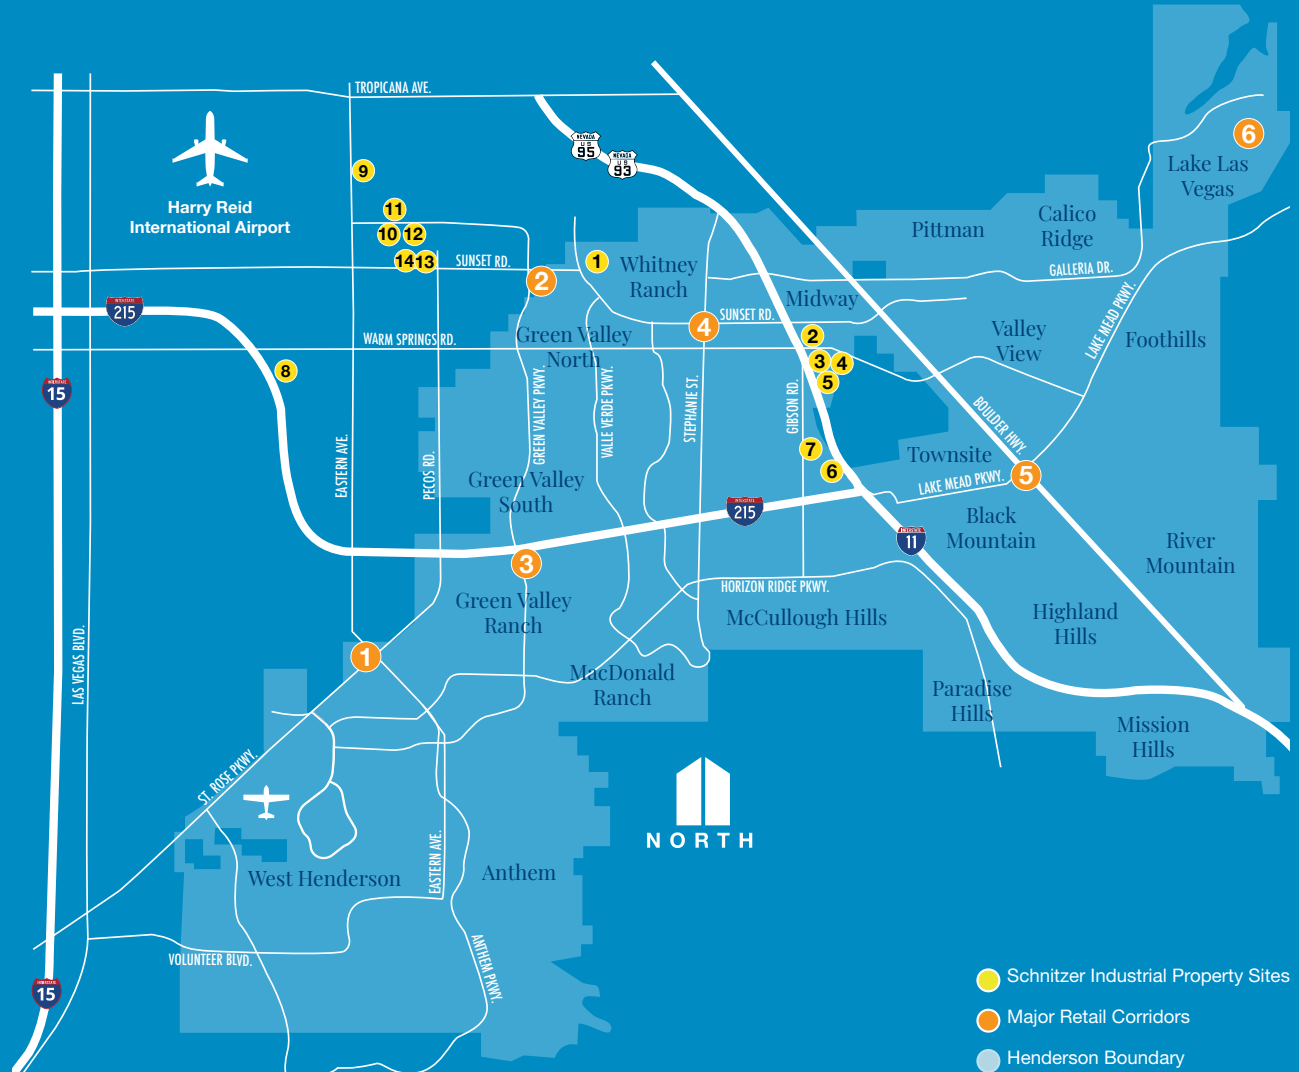 TROPICANA AVE.
NEVADA
U S
95
NEVADA
U S
93
6
Lake Las
Vegas
9
Harry Reid
International Airport
11
10
12
14
13
SUNSET RD.
1
2
Whitney
Ranch
Pittman
Calico
Ridge
GALLERIA DR.
Midway
INTERSTATE
215
4
SUNSET RD.
WARM SPRINGS RD.
Green Valley
North
2
3
4
5
Valley
View
LAKE MEAD PKWY.
Foothills
8
INTERSTATE
15
EASTERN AVE.
PECOS RD.
GREEN VALLEY PKWY.
VALLE VERDE PKWY.
STEPHANIE ST.
GIBSON RD.
BOULDER HWY.
7
6
Townsite
5
LAKE MEAD PKWY.
Green Valley
South
INTERSTATE
215
Black
Mountain
INTERSTATE
11
River
Mountain
3
HORIZON RIDGE PKWY.
Green Valley
Ranch
McCullough Hills
Highland
Hills
LAS VEGAS BLVD.
1
MacDonald
Ranch
Paradise
Hills
Mission
Hills
ST. ROSE PKWY.
NORTH
EASTERN AVE.
West Henderson
Anthem
VOLUNTEER BLVD.
ANTHEM PKWY.
INTERSTATE
15
Schnitzer Industrial Property Sites
Major Retail Corridors
Henderson Boundary